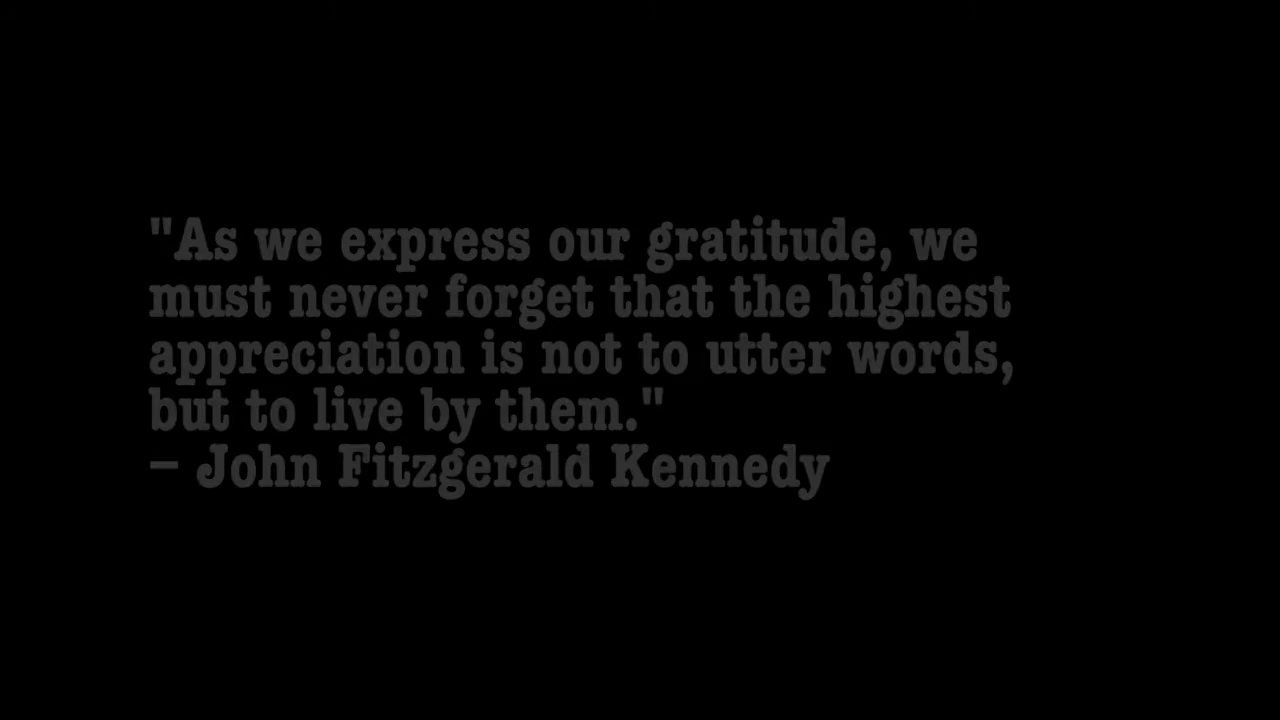 "As we express our gratitude, we
must never forget that the highest
appreciation is not to utter words,
but to live by them."
– John Fitzgerald Kennedy